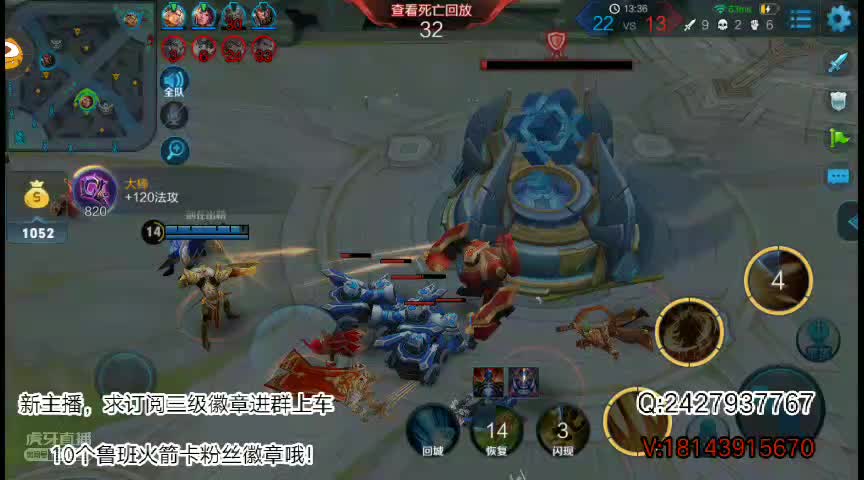 查看死亡回放
32
22 VS 13
13:36
63ms
9 2 6
全队
大棒
+120法攻
820
1052
14
4
回城
14
恢复
3
闪现
新主播，求订阅三级徽章进群上车
Q:2427937767
虎牙直播
10个鲁班火箭卡粉丝徽章哦!
V:18143915670